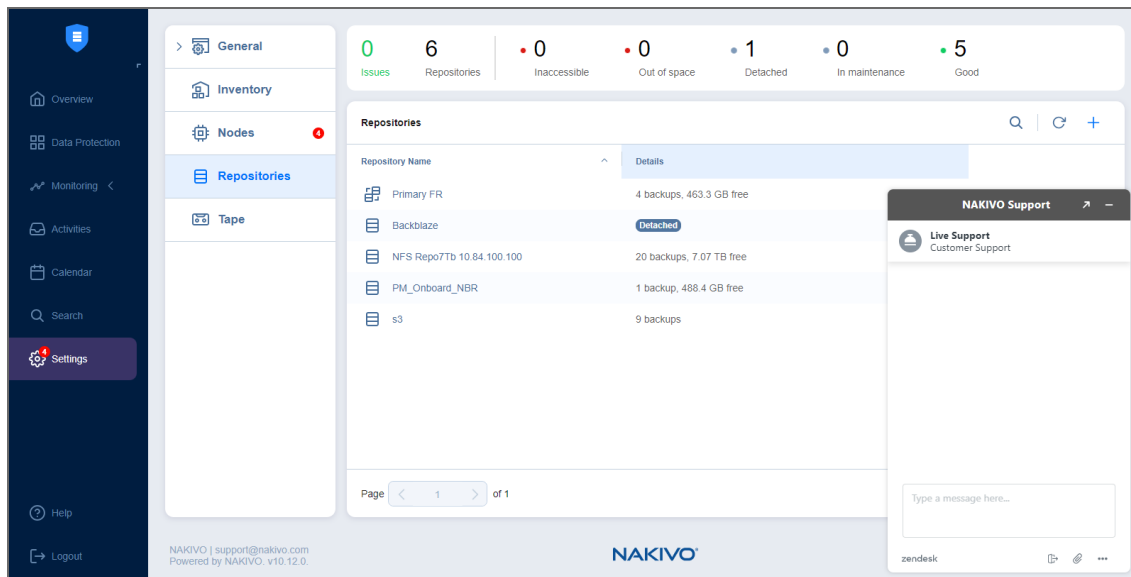 Overview
Data Protection
Monitoring
Activities
Calendar
Search
4
Settings
Help
Logout
General
Inventory
Nodes 4
Repositories
Tape
0 6 0 0 1 0 5
Issues Repositories Inaccessible Out of space Detached In maintenance Good
Repositories
Repository Name Details
Primary FR 4 backups, 463.3 GB free
Backblaze Detached
NFS Repo7Tb 10.84.100.100 20 backups, 7.07 TB free
PM_Onboard_NBR 1 backup, 488.4 GB free
s3 9 backups
Page 1 of 1
NAKIVO Support
Live Support
Customer Support
Type a message here...
zendesk
NAKIVO | support@nakivo.com
Powered by NAKIVO. v10.12.0.
NAKIVO®